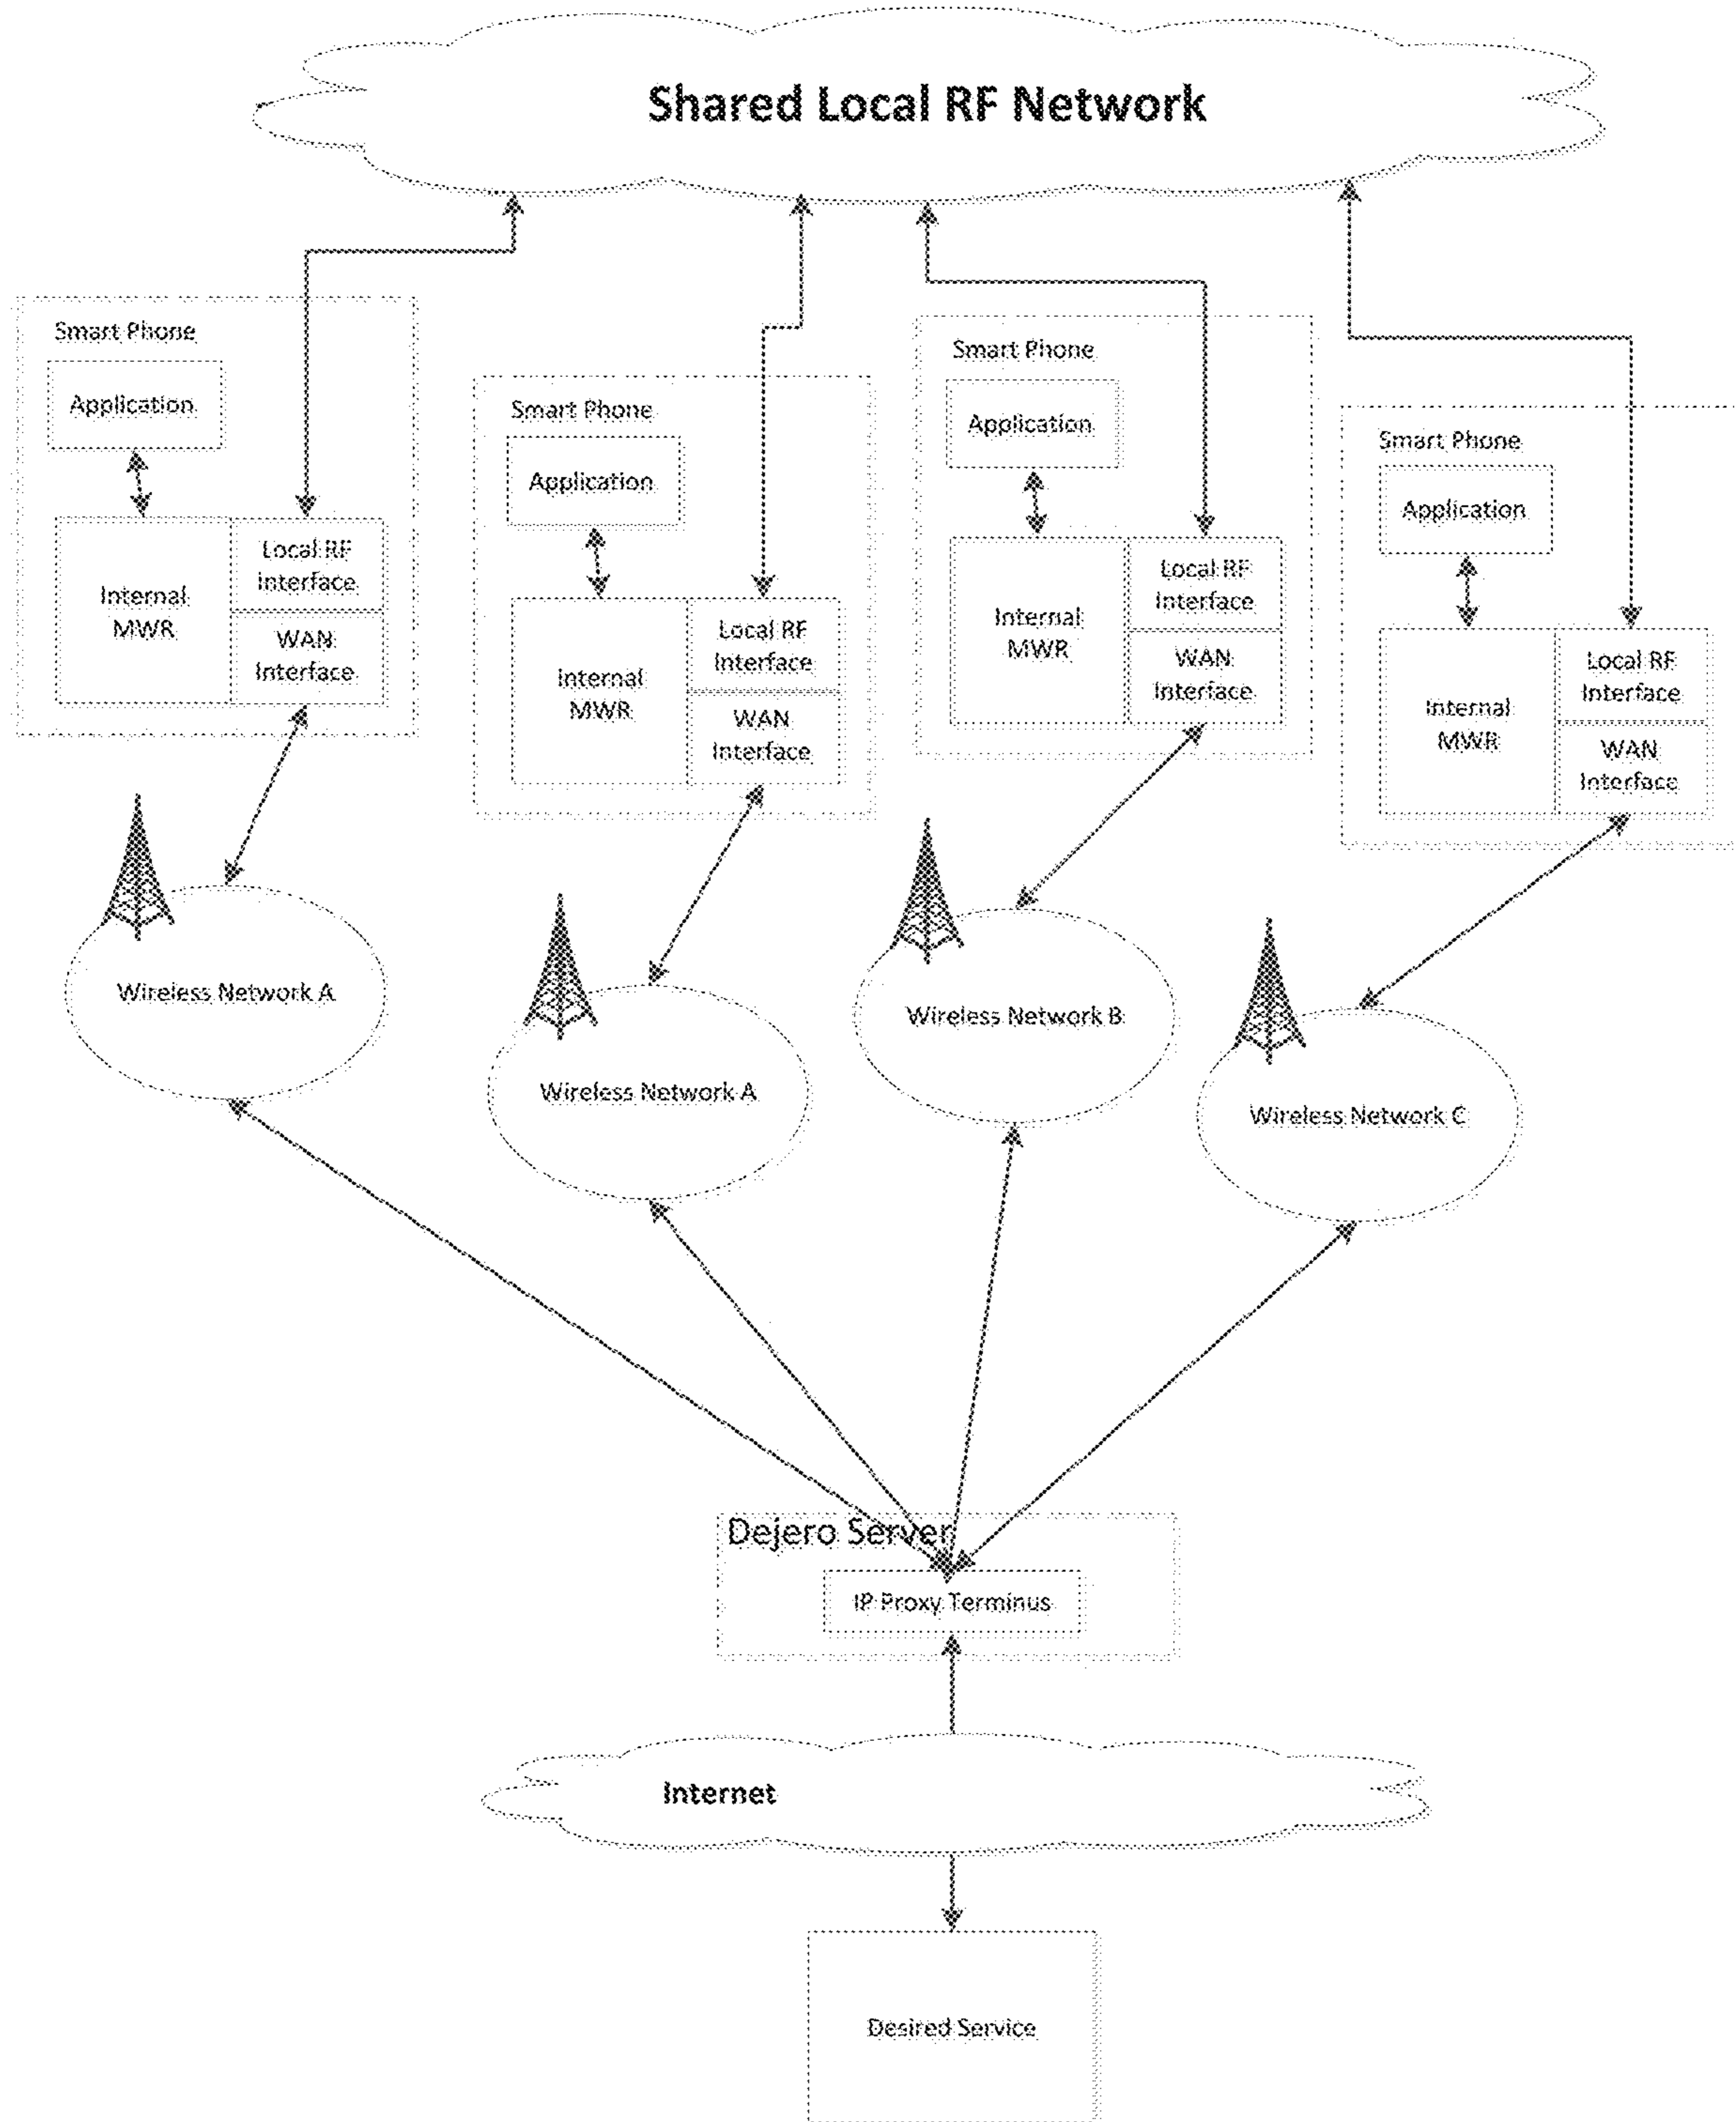 Shared Local RF Network
Smart Phone
Application
Internal
MWR
Local RF
Interface
WAN
Interface
Smart Phone
Application
Internal
MWR
Local RF
Interface
WAN
Interface
Smart Phone
Application
Internal
MWR
Local RF
Interface
WAN
Interface
Smart Phone
Application
Internal
MWR
Local RF
Interface
WAN
Interface
Wireless Network A
Wireless Network A
Wireless Network B
Wireless Network C
Dejero Server
IP Proxy Terminus
Internet
Desired Service